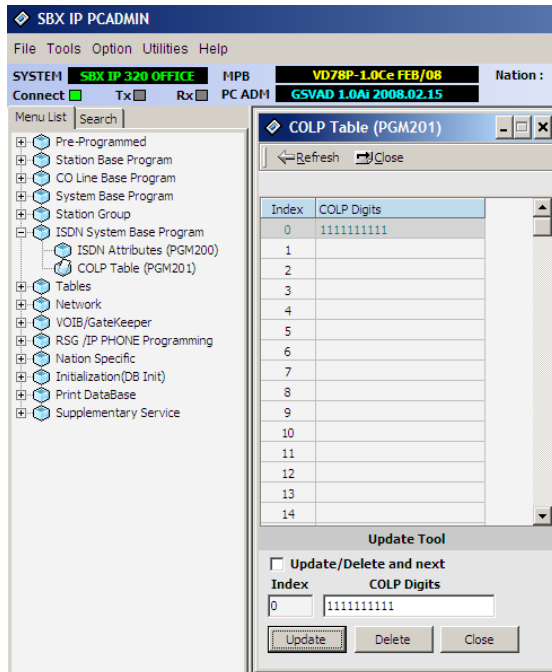 SBX IP PCADMIN
File Tools Option Utilities Help
SYSTEM SBX IP 320 OFFICE MPB VD78P-1.0Ce FEB/08 Nation :
Connect Tx Rx PC ADM GSVAD 1.0Ai 2008.02.15
Menu List Search
Pre-Programmed
Station Base Program
CO Line Base Program
System Base Program
Station Group
ISDN System Base Program
ISDN Attributes (PGM200)
COLP Table (PGM201)
Tables
Network
VOIB/GateKeeper
RSG /IP PHONE Programming
Nation Specific
Initialization(DB Init)
Print DataBase
Supplementary Service
COLP Table (PGM201)
Refresh Close
Index COLP Digits
0 1111111111
1
2
3
4
5
6
7
8
9
10
11
12
13
14
Update Tool
Update/Delete and next
Index COLP Digits
0 1111111111
Update Delete Close